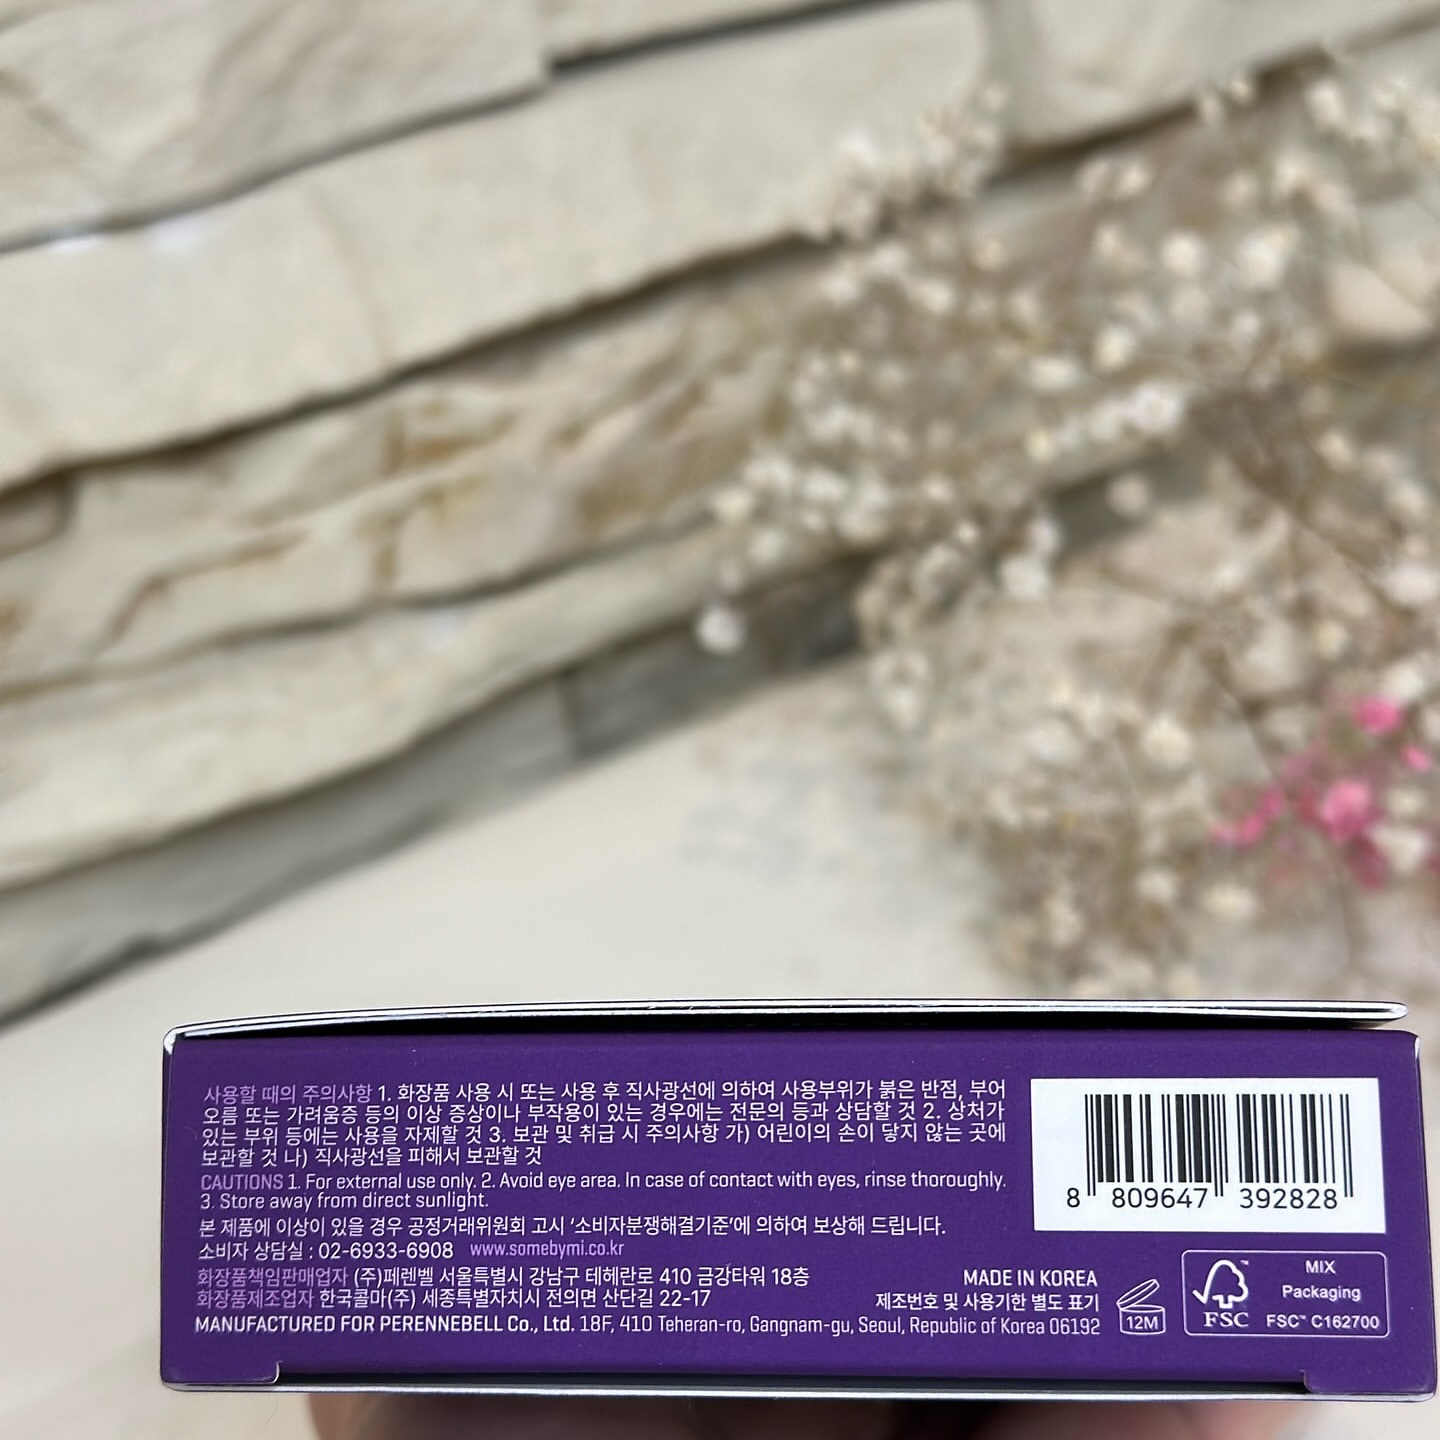 사용할 때의 주의사항 1. 화장품 사용 시 또는 사용 후 직사광선에 의하여 사용부위가 붉은 반점, 부어
오름 또는 가려움증 등의 이상 증상이나 부작용이 있는 경우에는 전문의 등과 상담할 것 2. 상처가
있는 부위 등에는 사용을 자제할 것 3. 보관 및 취급 시 주의사항 가) 어린이의 손이 닿지 않는 곳에
보관할 것 나) 직사광선을 피해서 보관할 것
CAUTIONS 1. For external use only. 2. Avoid eye area. In case of contact with eyes, rinse thoroughly.
3. Store away from direct sunlight.
본 제품에 이상이 있을 경우 공정거래위원회 고시 ‘소비자분쟁해결기준’에 의하여 보상해 드립니다.
소비자 상담실 : 02-6933-6908 www.somebymi.co.kr
화장품책임판매업자 (주)페렌벨 서울특별시 강남구 테헤란로 410 금강타워 18층
화장품제조업자 한국콜마(주) 세종특별자치시 전의면 산단길 22-17
MADE IN KOREA
제조번호 및 사용기한 별도 표기
MANUFACTURED FOR PERENNEBELL Co., Ltd. 18F, 410 Teheran-ro, Gangnam-gu, Seoul, Republic of Korea 06192
12M
8 809647 392828
FSC
MIX
Packaging
FSC™ C162700